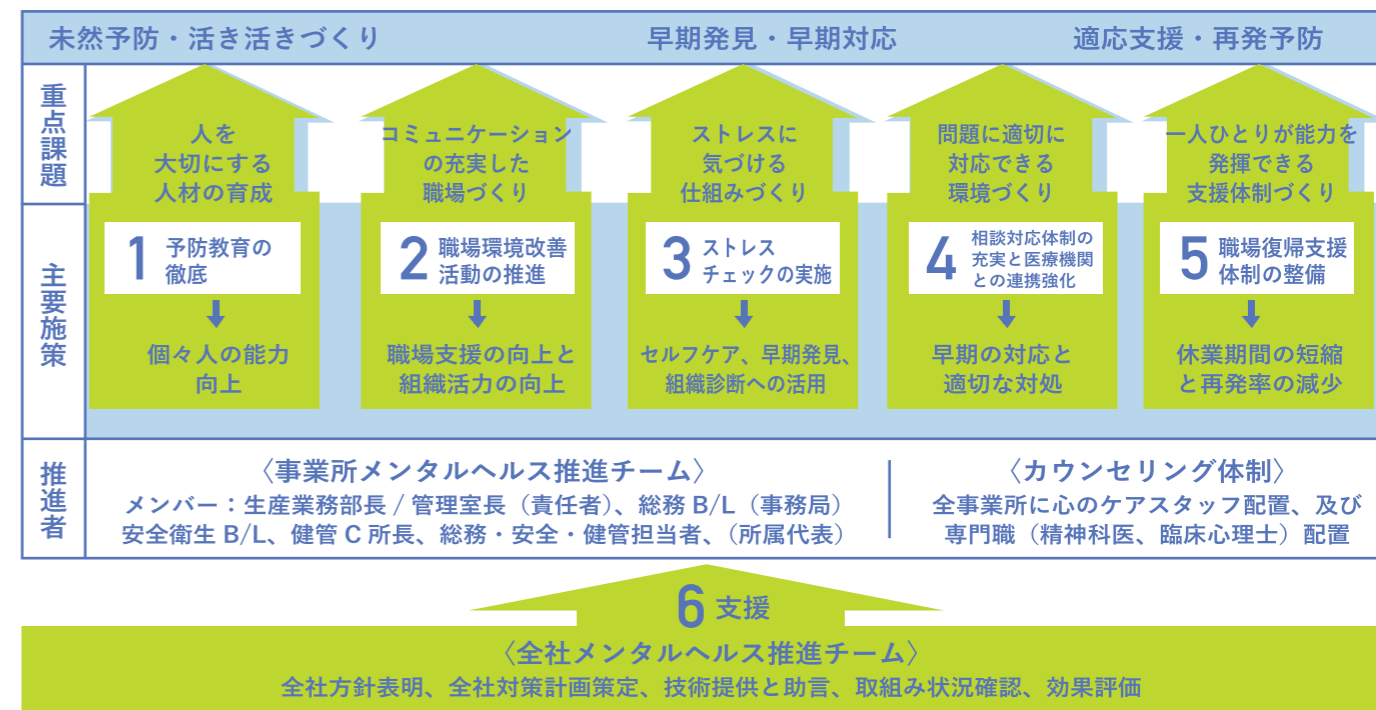 未然予防・活き活きづくり
早期発見・早期対応
適応支援・再発予防
重点課題
人を
大切にする
人材の育成
コミュニケーション
の充実した
職場づくり
ストレスに
気づける
仕組みづくり
問題に適切に
対応できる
環境づくり
一人ひとりが能力を
発揮できる
支援体制づくり
主要施策
1 予防教育の
徹底
個々人の能力
向上
2 職場環境改善
活動の推進
職場支援の向上と
組織活力の向上
3 ストレス
チェックの実施
セルフケア、早期発見、
組織診断への活用
4 相談対応体制の
充実と医療機関
との連携強化
早期の対応と
適切な対処
5 職場復帰支援
体制の整備
休業期間の短縮
と再発率の減少
推進者
〈事業所メンタルヘルス推進チーム〉
メンバー：生産業務部長 / 管理室長（責任者）、総務 B/L（事務局）
安全衛生 B/L、健管 C 所長、総務・安全・健管担当者、（所属代表）
〈カウンセリング体制〉
全事業所に心のケアスタッフ配置、及び
専門職（精神科医、臨床心理士）配置
6 支援
〈全社メンタルヘルス推進チーム〉
全社方針表明、全社対策計画策定、技術提供と助言、取組み状況確認、効果評価